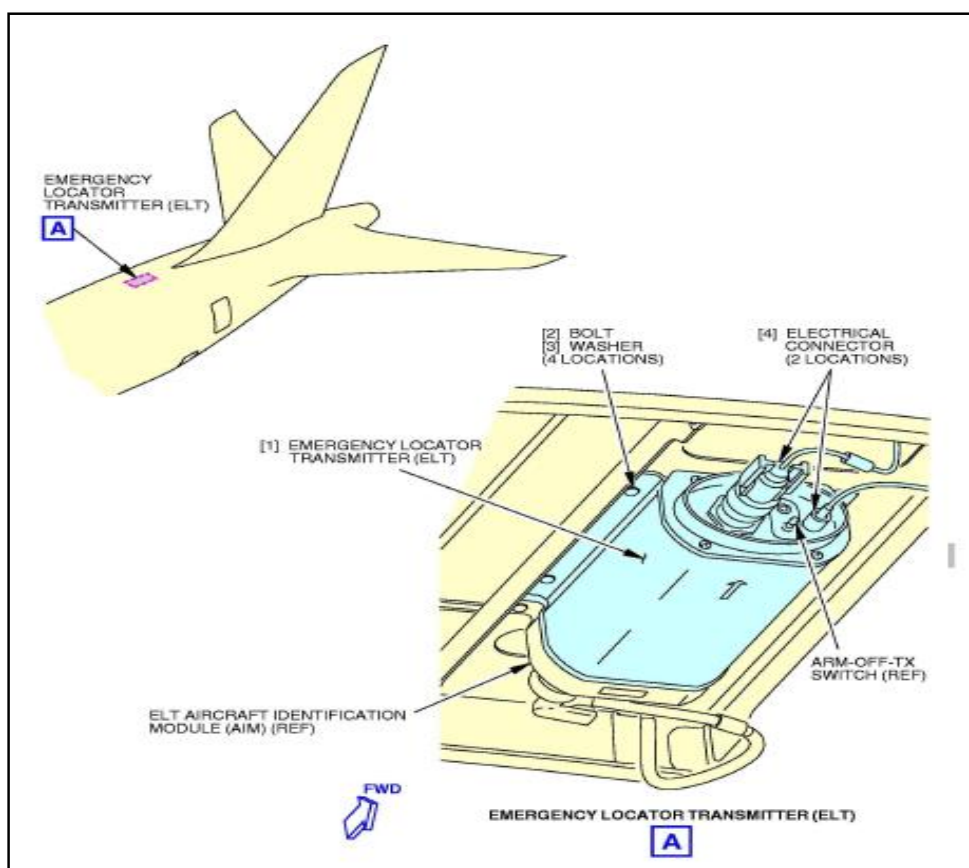 EMERGENCY
LOCATOR
TRANSMITTER (ELT)
A
[2] BOLT
[3] WASHER
(4 LOCATIONS)
[4] ELECTRICAL
CONNECTOR
(2 LOCATIONS)
[1] EMERGENCY LOCATOR
TRANSMITTER (ELT)
ARM-OFF-TX
SWITCH (REF)
ELT AIRCRAFT IDENTIFICATION
MODULE (AIM) (REF)
FWD
EMERGENCY LOCATOR TRANSMITTER (ELT)
A